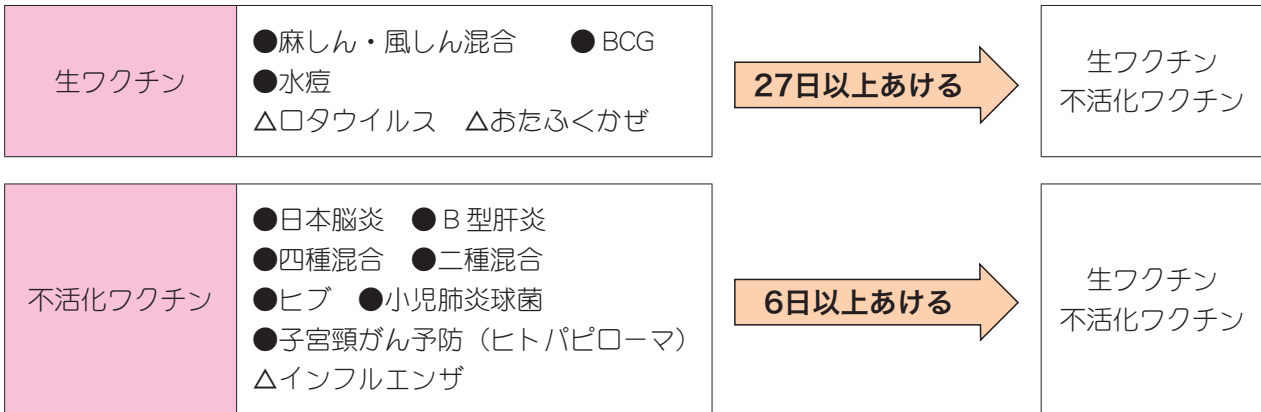 生ワクチン
●麻しん・風しん混合　●BCG
●水痘
△ロタウイルス　△おたふくかぜ
27日以上あける
生ワクチン
不活化ワクチン
不活化ワクチン
●日本脳炎　●B型肝炎
●四種混合　●二種混合
●ヒブ　●小児肺炎球菌
●子宮頸がん予防（ヒトパピローマ）
△インフルエンザ
6日以上あける
生ワクチン
不活化ワクチン